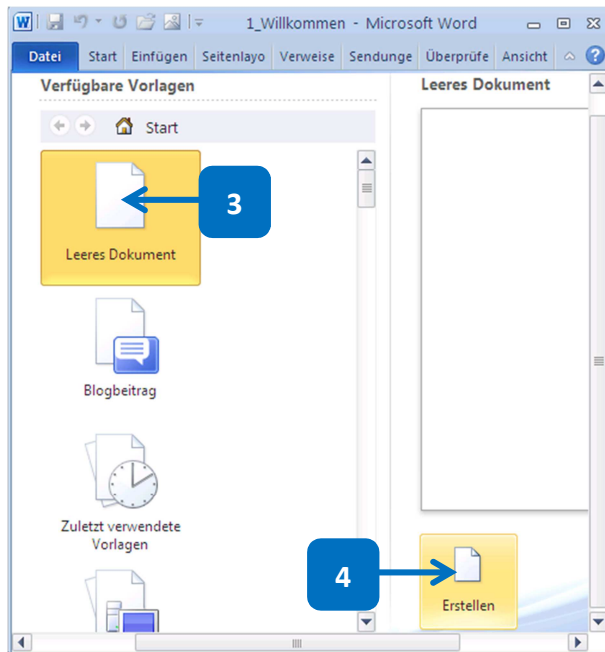 1_Willkommen - Microsoft Word
Datei Start Einfügen Seitenlayo Verweise Sendunge Überprüfe Ansicht
Verfügbare Vorlagen
Leeres Dokument
Start
3
Leeres Dokument
Blogbeitrag
Zuletzt verwendete
Vorlagen
4
Erstellen